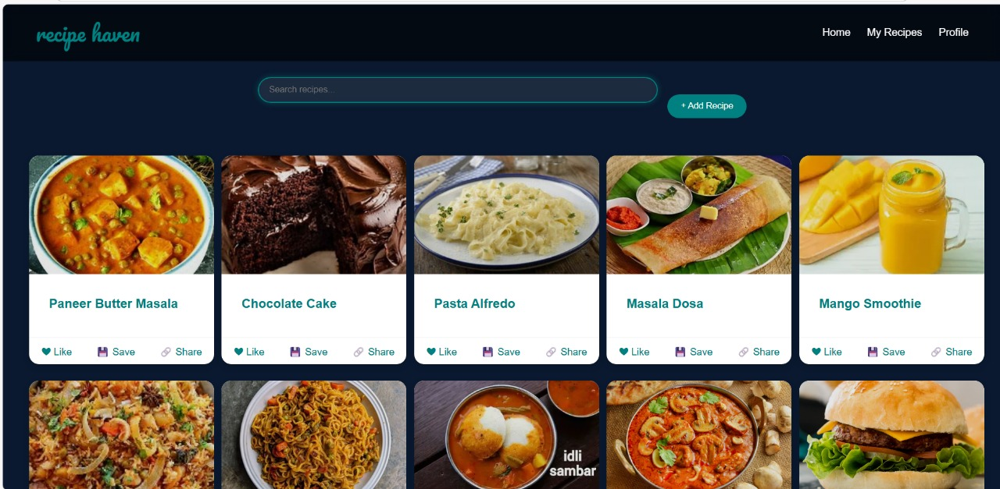 recipe haven
Home My Recipes Profile
Search recipes...
+ Add Recipe
Paneer Butter Masala
Chocolate Cake
Pasta Alfredo
Masala Dosa
Mango Smoothie
Like Save Share
Like Save Share
Like Save Share
Like Save Share
Like Save Share
idli
sambar